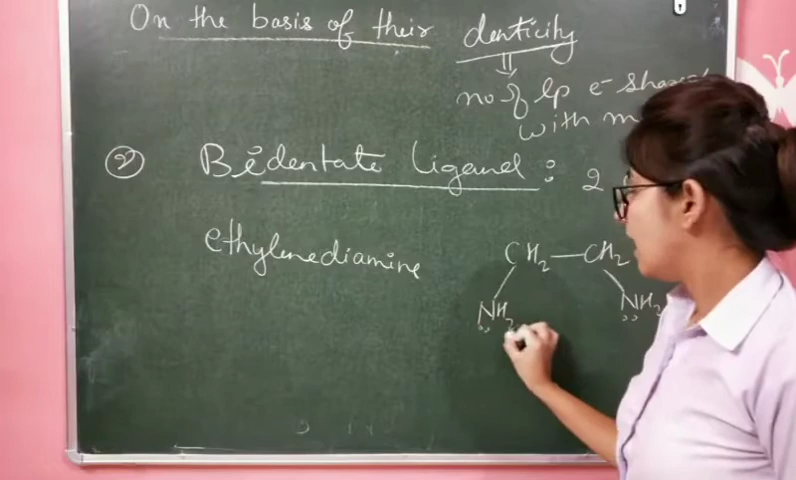 On the basis of their denticity
no of lp e- shared
with m
② Bidentate Ligand : 2
ethylenediamine
CH2—CH2
NH2 NH2